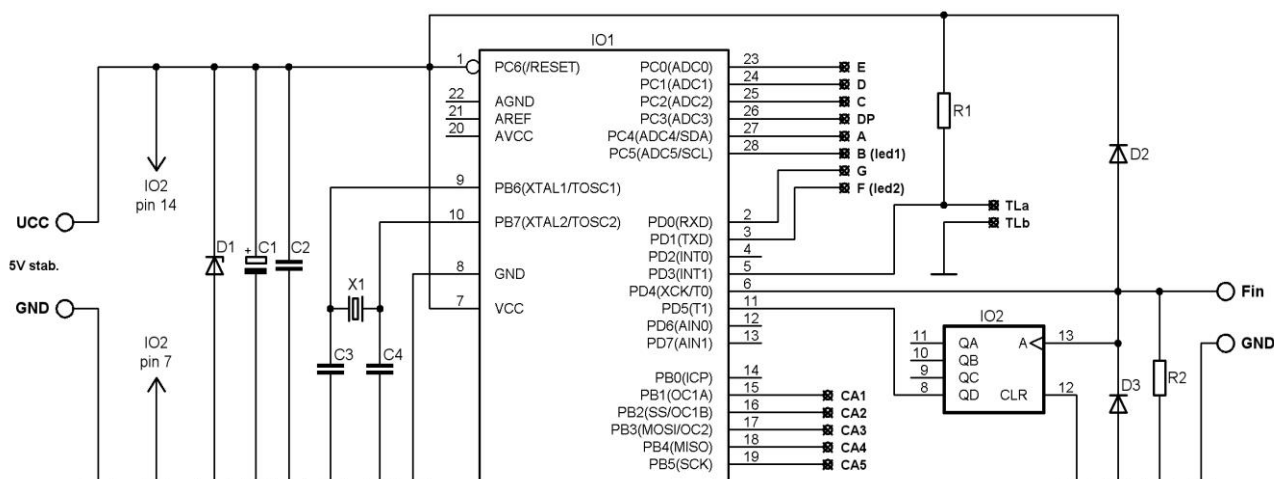 IO1
1 PC6(/RESET)
22 AGND
21 AREF
20 AVCC
9 PB6(XTAL1/TOSC1)
10 PB7(XTAL2/TOSC2)
8 GND
7 VCC
PC0(ADC0) 23 E
PC1(ADC1) 24 D
PC2(ADC2) 25 C
PC3(ADC3) 26 DP
PC4(ADC4/SDA) 27 A
PC5(ADC5/SCL) 28 B (led1)
G
F (led2)
PD0(RXD) 2
PD1(TXD) 3
PD2(INT0) 4
PD3(INT1) 5
PD4(XCK/T0) 6
PD5(T1) 11
PD6(AIN0) 12
PD7(AIN1) 13
PB0(ICP) 14
PB1(OC1A) 15 CA1
PB2(SS/OC1B) 16 CA2
PB3(MOSI/OC2) 17 CA3
PB4(MISO) 18 CA4
PB5(SCK) 19 CA5
IO2
pin 14
UCC
5V stab.
GND
IO2
pin 7
D1
+
C1
C2
X1
C3
C4
R1
D2
TLa
TLb
Fin
GND
IO2
11 QA A 13
10 QB
9 QC
8 QD CLR 12
D3
R2